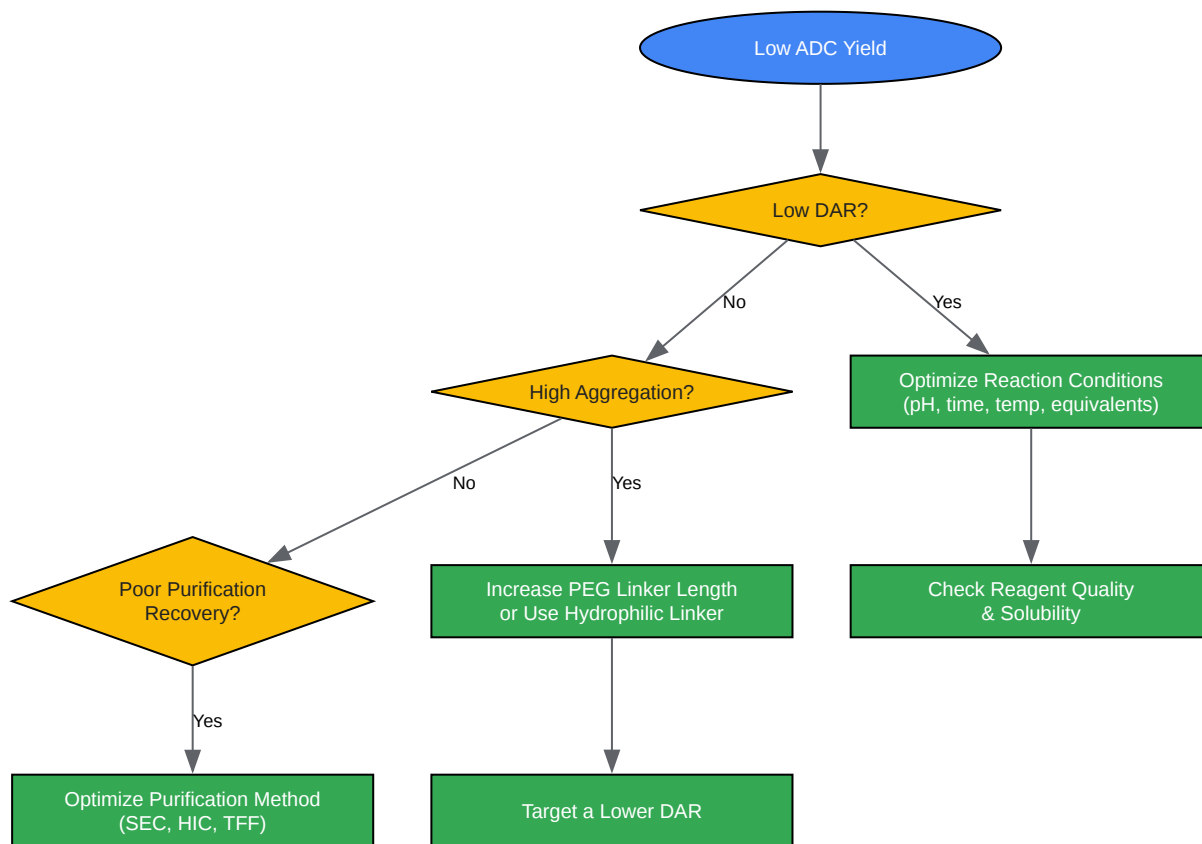 Low ADC Yield
Low DAR?
No
Yes
High Aggregation?
Optimize Reaction Conditions
(pH, time, temp, equivalents)
No
Yes
Poor Purification
Recovery?
Increase PEG Linker Length
or Use Hydrophilic Linker
Check Reagent Quality
& Solubility
Yes
Optimize Purification Method
(SEC, HIC, TFF)
Target a Lower DAR